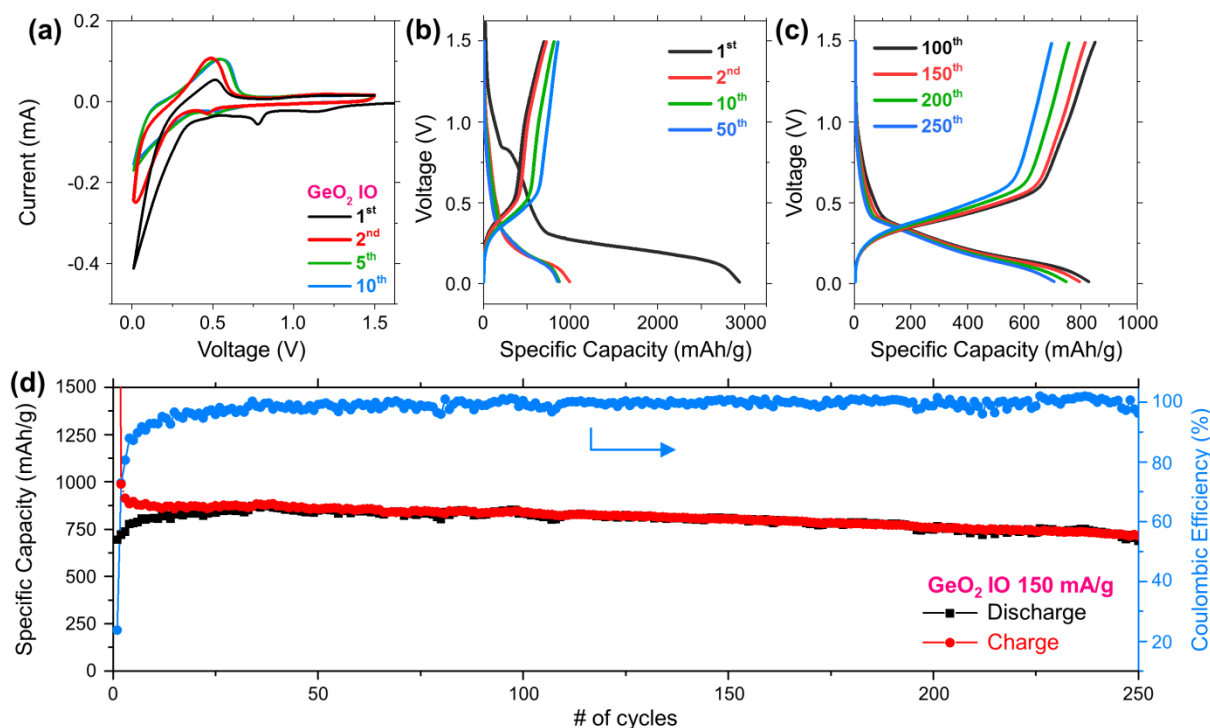 (a)
0.2
0.0
-0.2
-0.4
Current (mA)
GeO2 IO
1st
2nd
5th
10th
0.0 0.5 1.0 1.5
Voltage (V)
(b)
1.5
1.0
0.5
0.0
Voltage (V)
1st
2nd
10th
50th
0 1000 2000 3000
Specific Capacity (mAh/g)
(c)
1.5
1.0
0.5
0.0
Voltage (V)
100th
150th
200th
250th
0 200 400 600 800 1000
Specific Capacity (mAh/g)
(d)
1500
1250
1000
750
500
250
0
Specific Capacity (mAh/g)
GeO2 IO 150 mA/g
Discharge
Charge
100
80
60
40
20
Coulombic Efficiency (%)
0 50 100 150 200 250
# of cycles